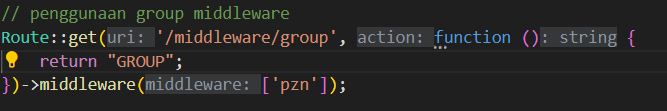 // penggunaan group middleware
Route::get(uri: '/middleware/group', action: function (): string {
return "GROUP";
})->middleware(middleware: ['pzn']);